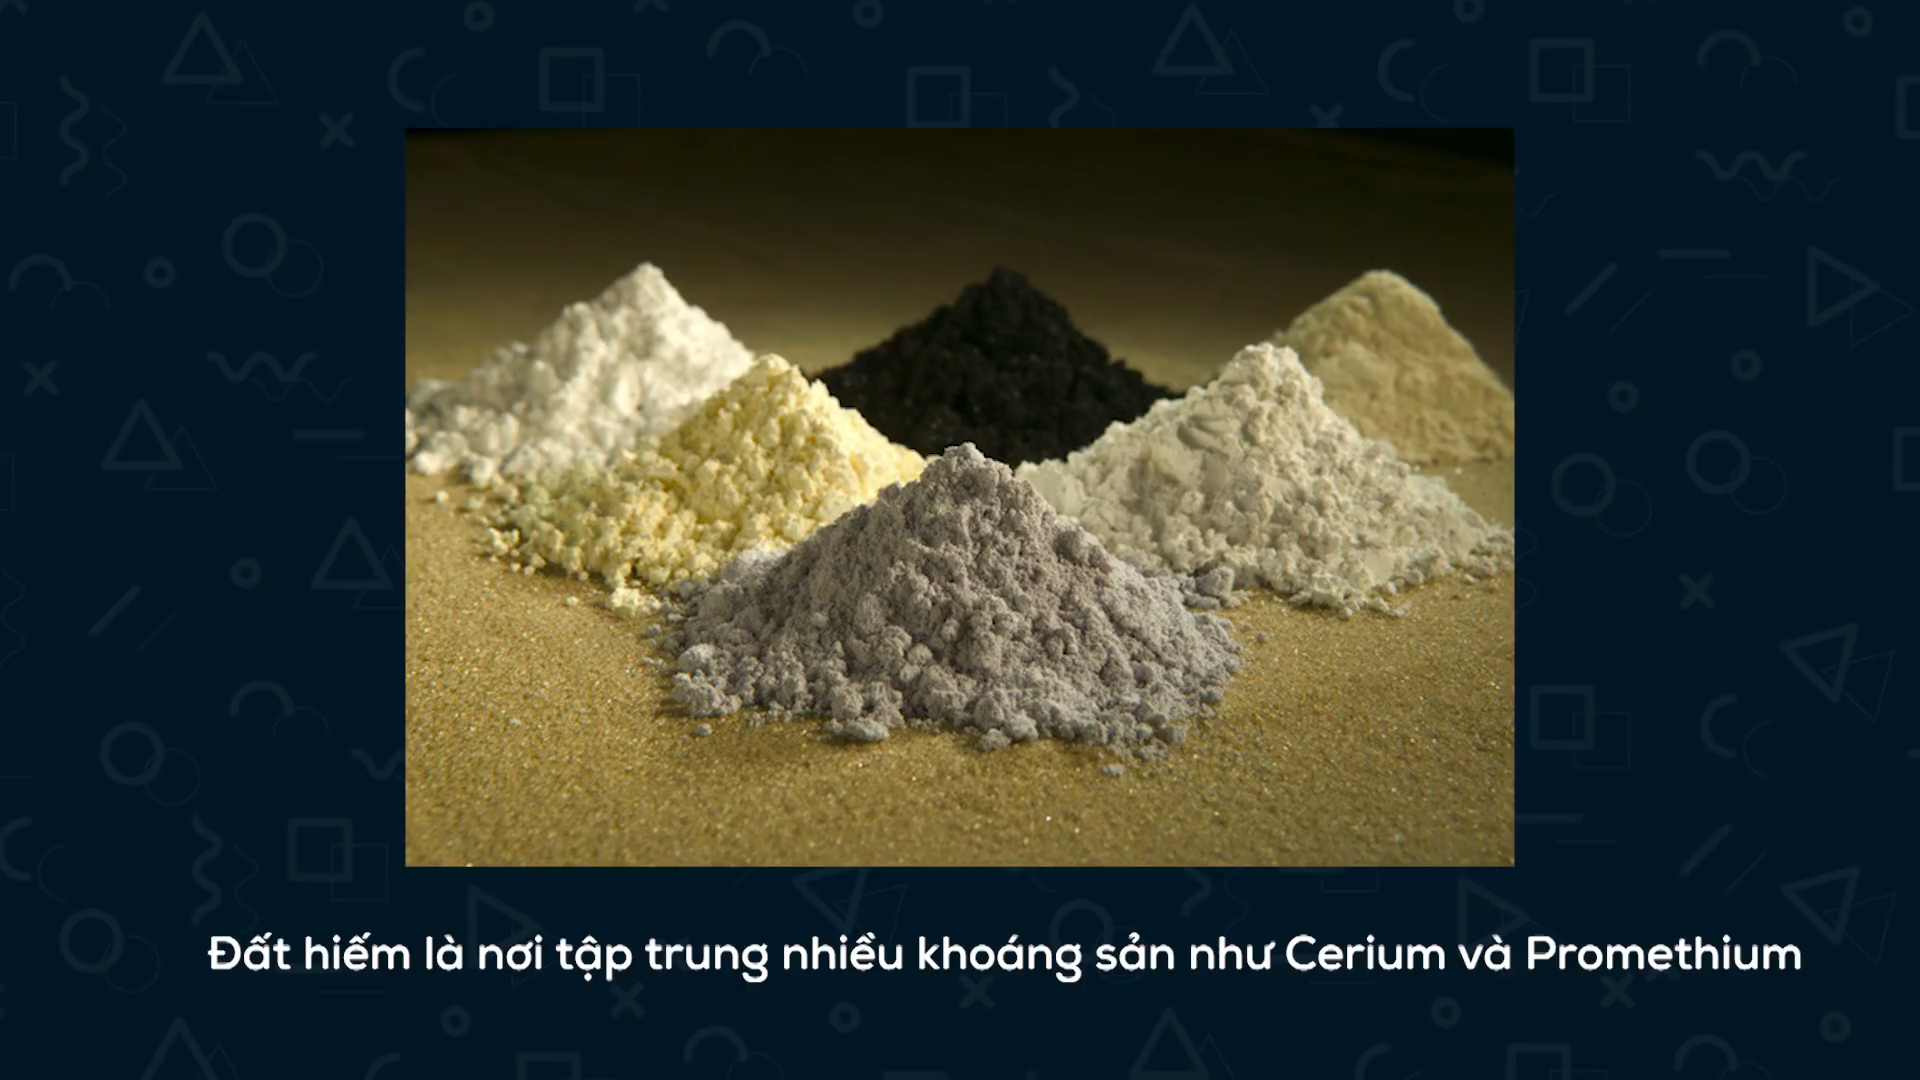 Đất hiếm là nơi tập trung nhiều khoáng sản như Cerium và Promethium